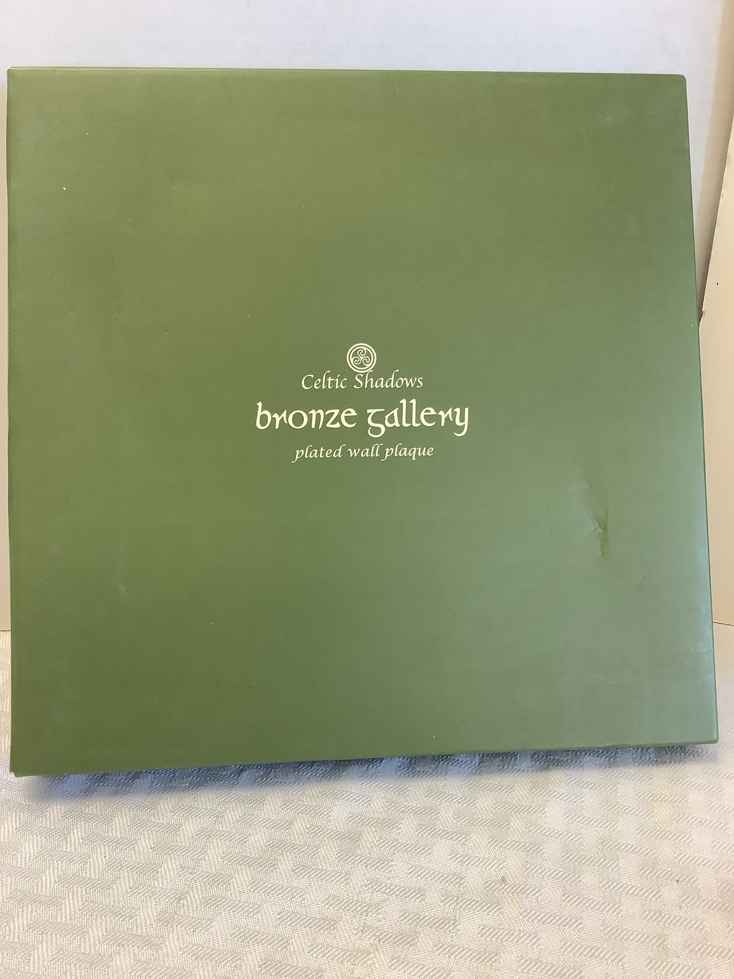 Celtic Shadows
bronze gallery
plated wall plaque